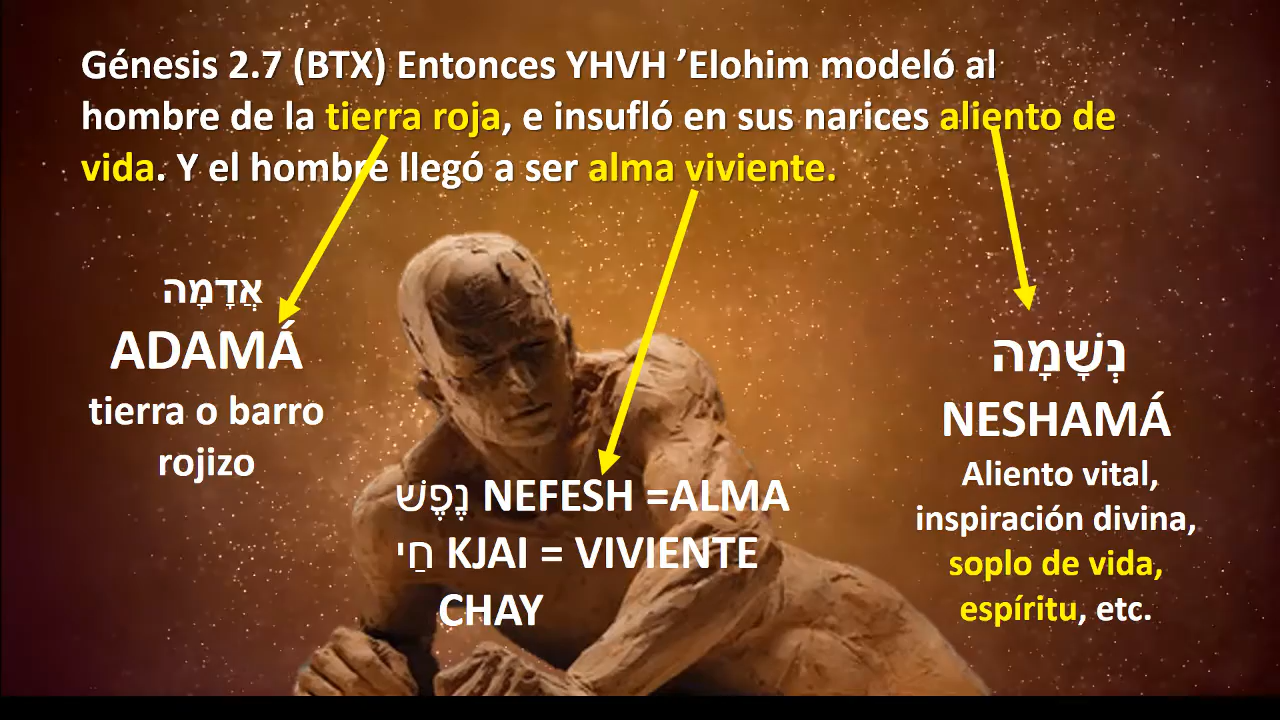 Génesis 2.7 (BTX) Entonces YHVH ’Elohim modeló al
hombre de la tierra roja, e insufló en sus narices aliento de
vida. Y el hombre llegó a ser alma viviente.
אֲדָמָה
ADAMÁ
tierra o barro
rojizo
נֶפֶשׁ NEFESH =ALMA
חַי KJAI = VIVIENTE
CHAY
נְשָׁמָה
NESHAMÁ
Aliento vital,
inspiración divina,
soplo de vida,
espíritu, etc.